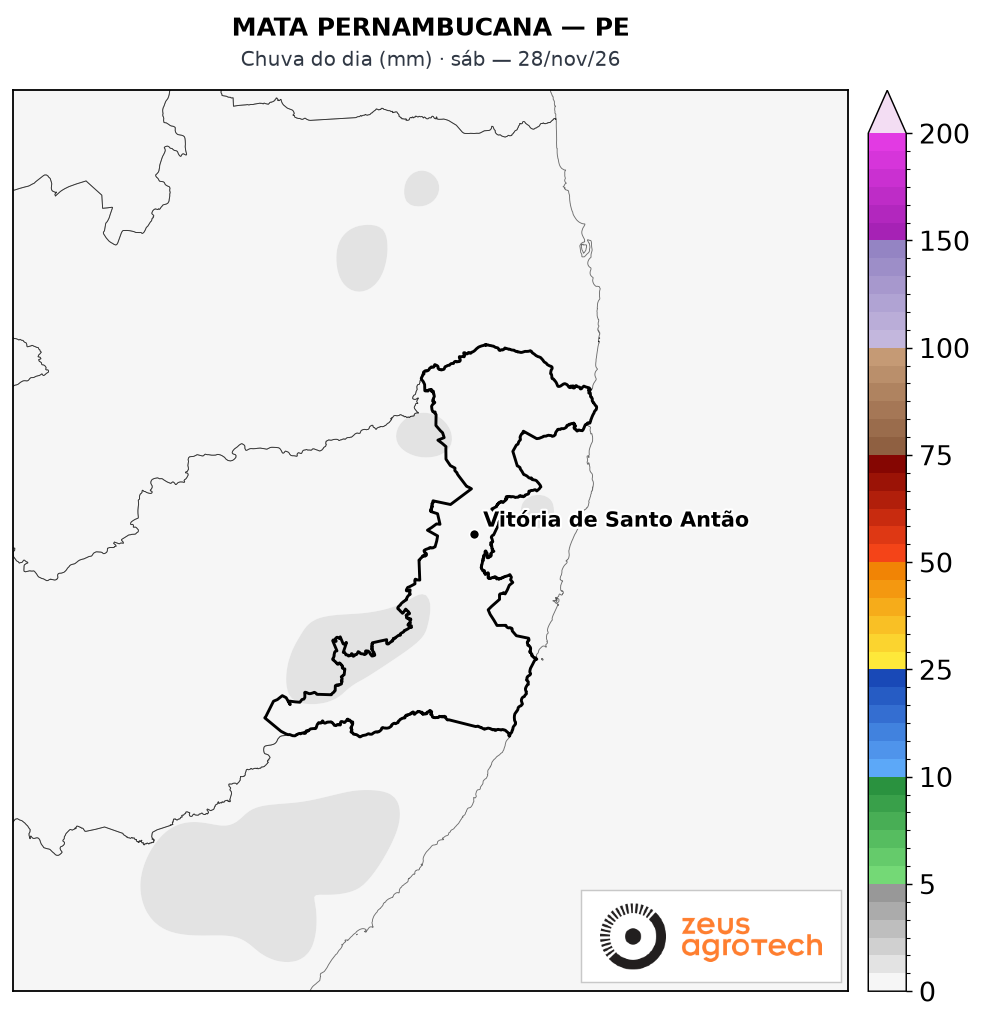 MATA PERNAMBUCANA — PE
Chuva do dia (mm) · sáb — 28/nov/26
200
150
100
75
50
25
10
5
0
Vitória de Santo Antão
zeus
agrotech